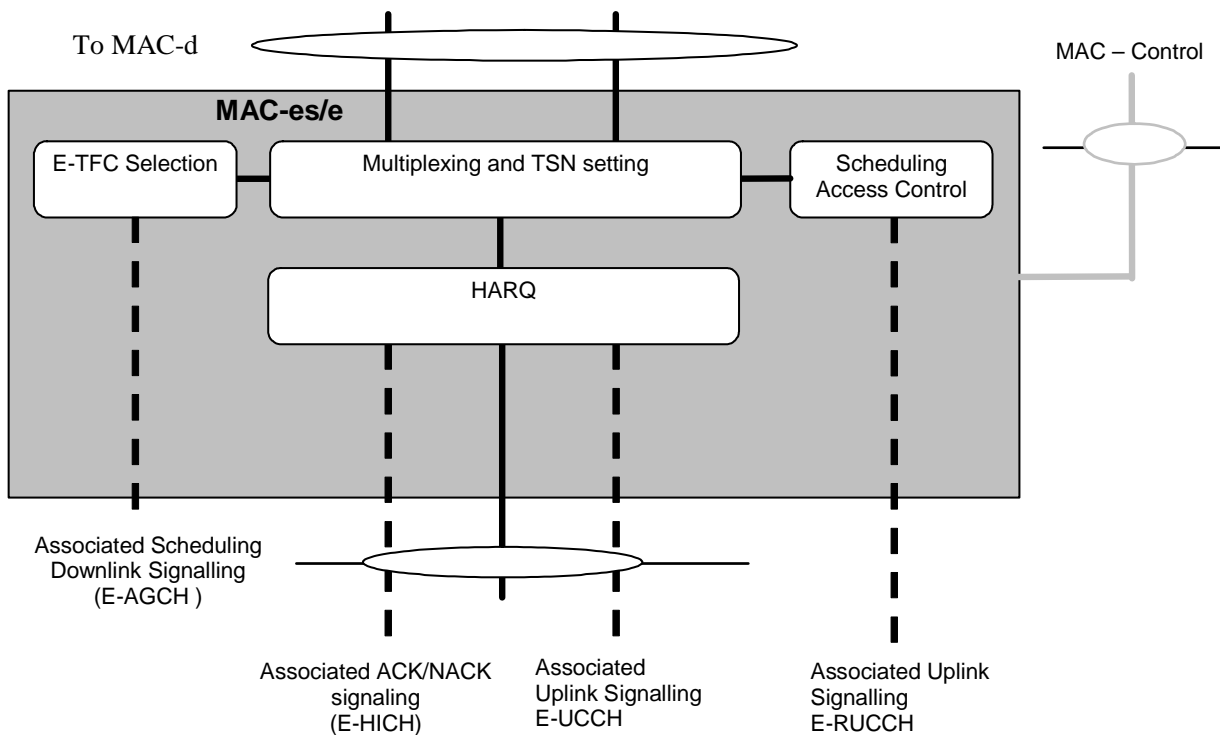 To MAC-d
MAC – Control
MAC-es/e
E-TFC Selection
Multiplexing and TSN setting
Scheduling
Access Control
HARQ
Associated Scheduling
Downlink Signalling
(E-AGCH )
Associated ACK/NACK
signaling
(E-HICH)
Associated
Uplink Signalling
E-UCCH
Associated Uplink
Signalling
E-RUCCH